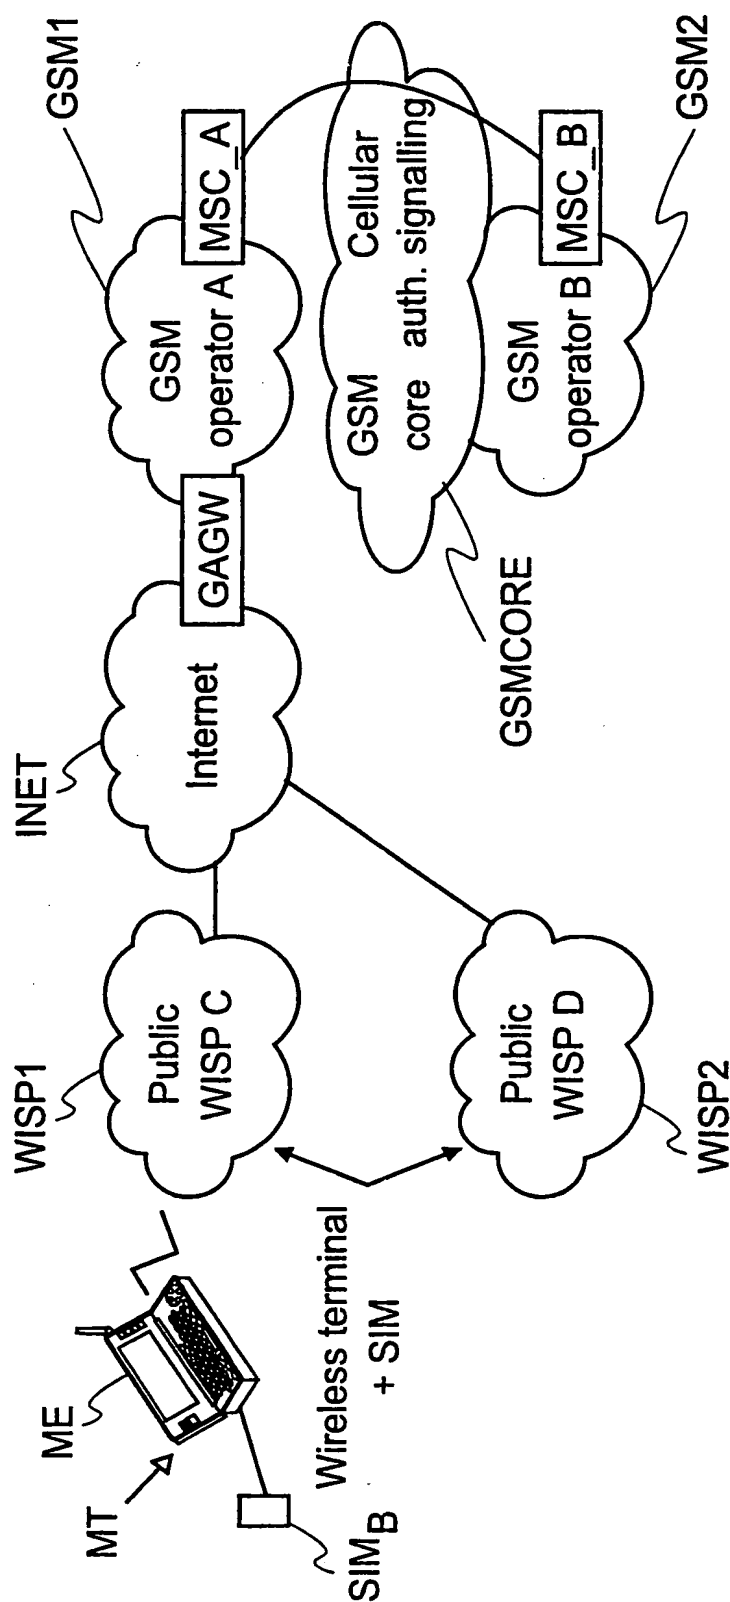 MT
ME
SIM_B
Wireless terminal
+ SIM
WISP1
Public
WISP C
Public
WISP D
WISP2
INET
Internet
GAGW
GSM1
GSM
operator A
MSC_A
GSM Cellular
core auth. signalling
GSMCORE
GSM
operator B
MSC_B
GSM2